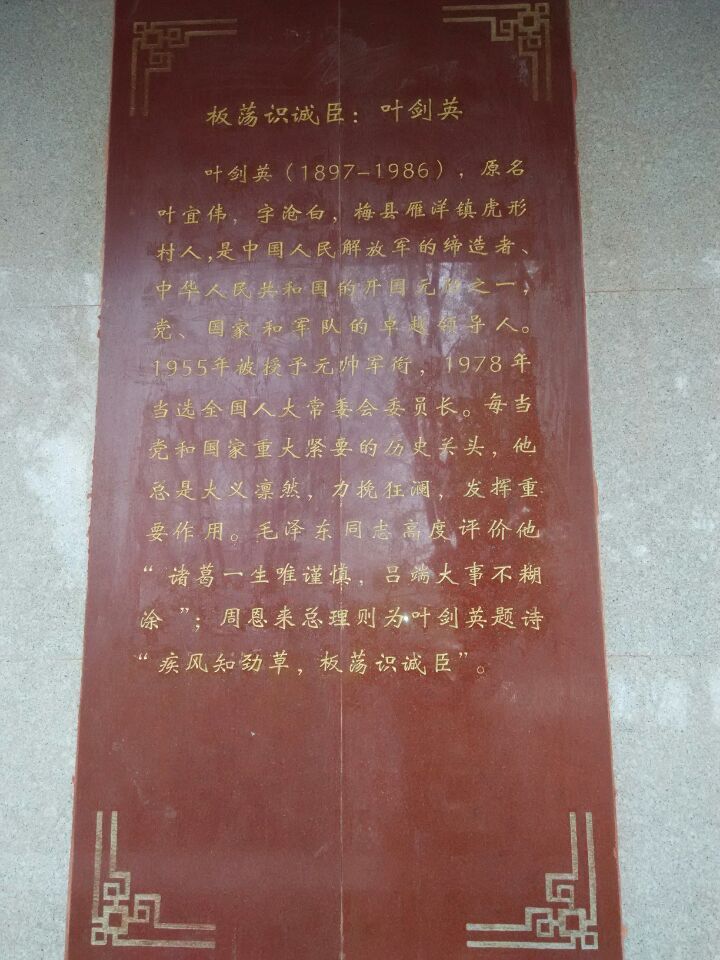 板荡识诚臣：叶剑英
叶剑英（1897-1986），原名
叶宜伟，字沧白，梅县雁洋镇虎形
村人，是中国人民解放军的缔造者、
中华人民共和国的开国元勋之一，
党、国家和军队的卓越领导人。
1955年被授予元帅军衔，1978年
当选全国人大常委会委员长。每当
党和国家重大紧要的历史关头，他
总是大义凛然，力挽狂澜，发挥重
要作用。毛泽东同志高度评价他
“诸葛一生唯谨慎，吕端大事不糊
涂”；周恩来总理则为叶剑英题诗
“疾风知劲草，板荡识诚臣”。